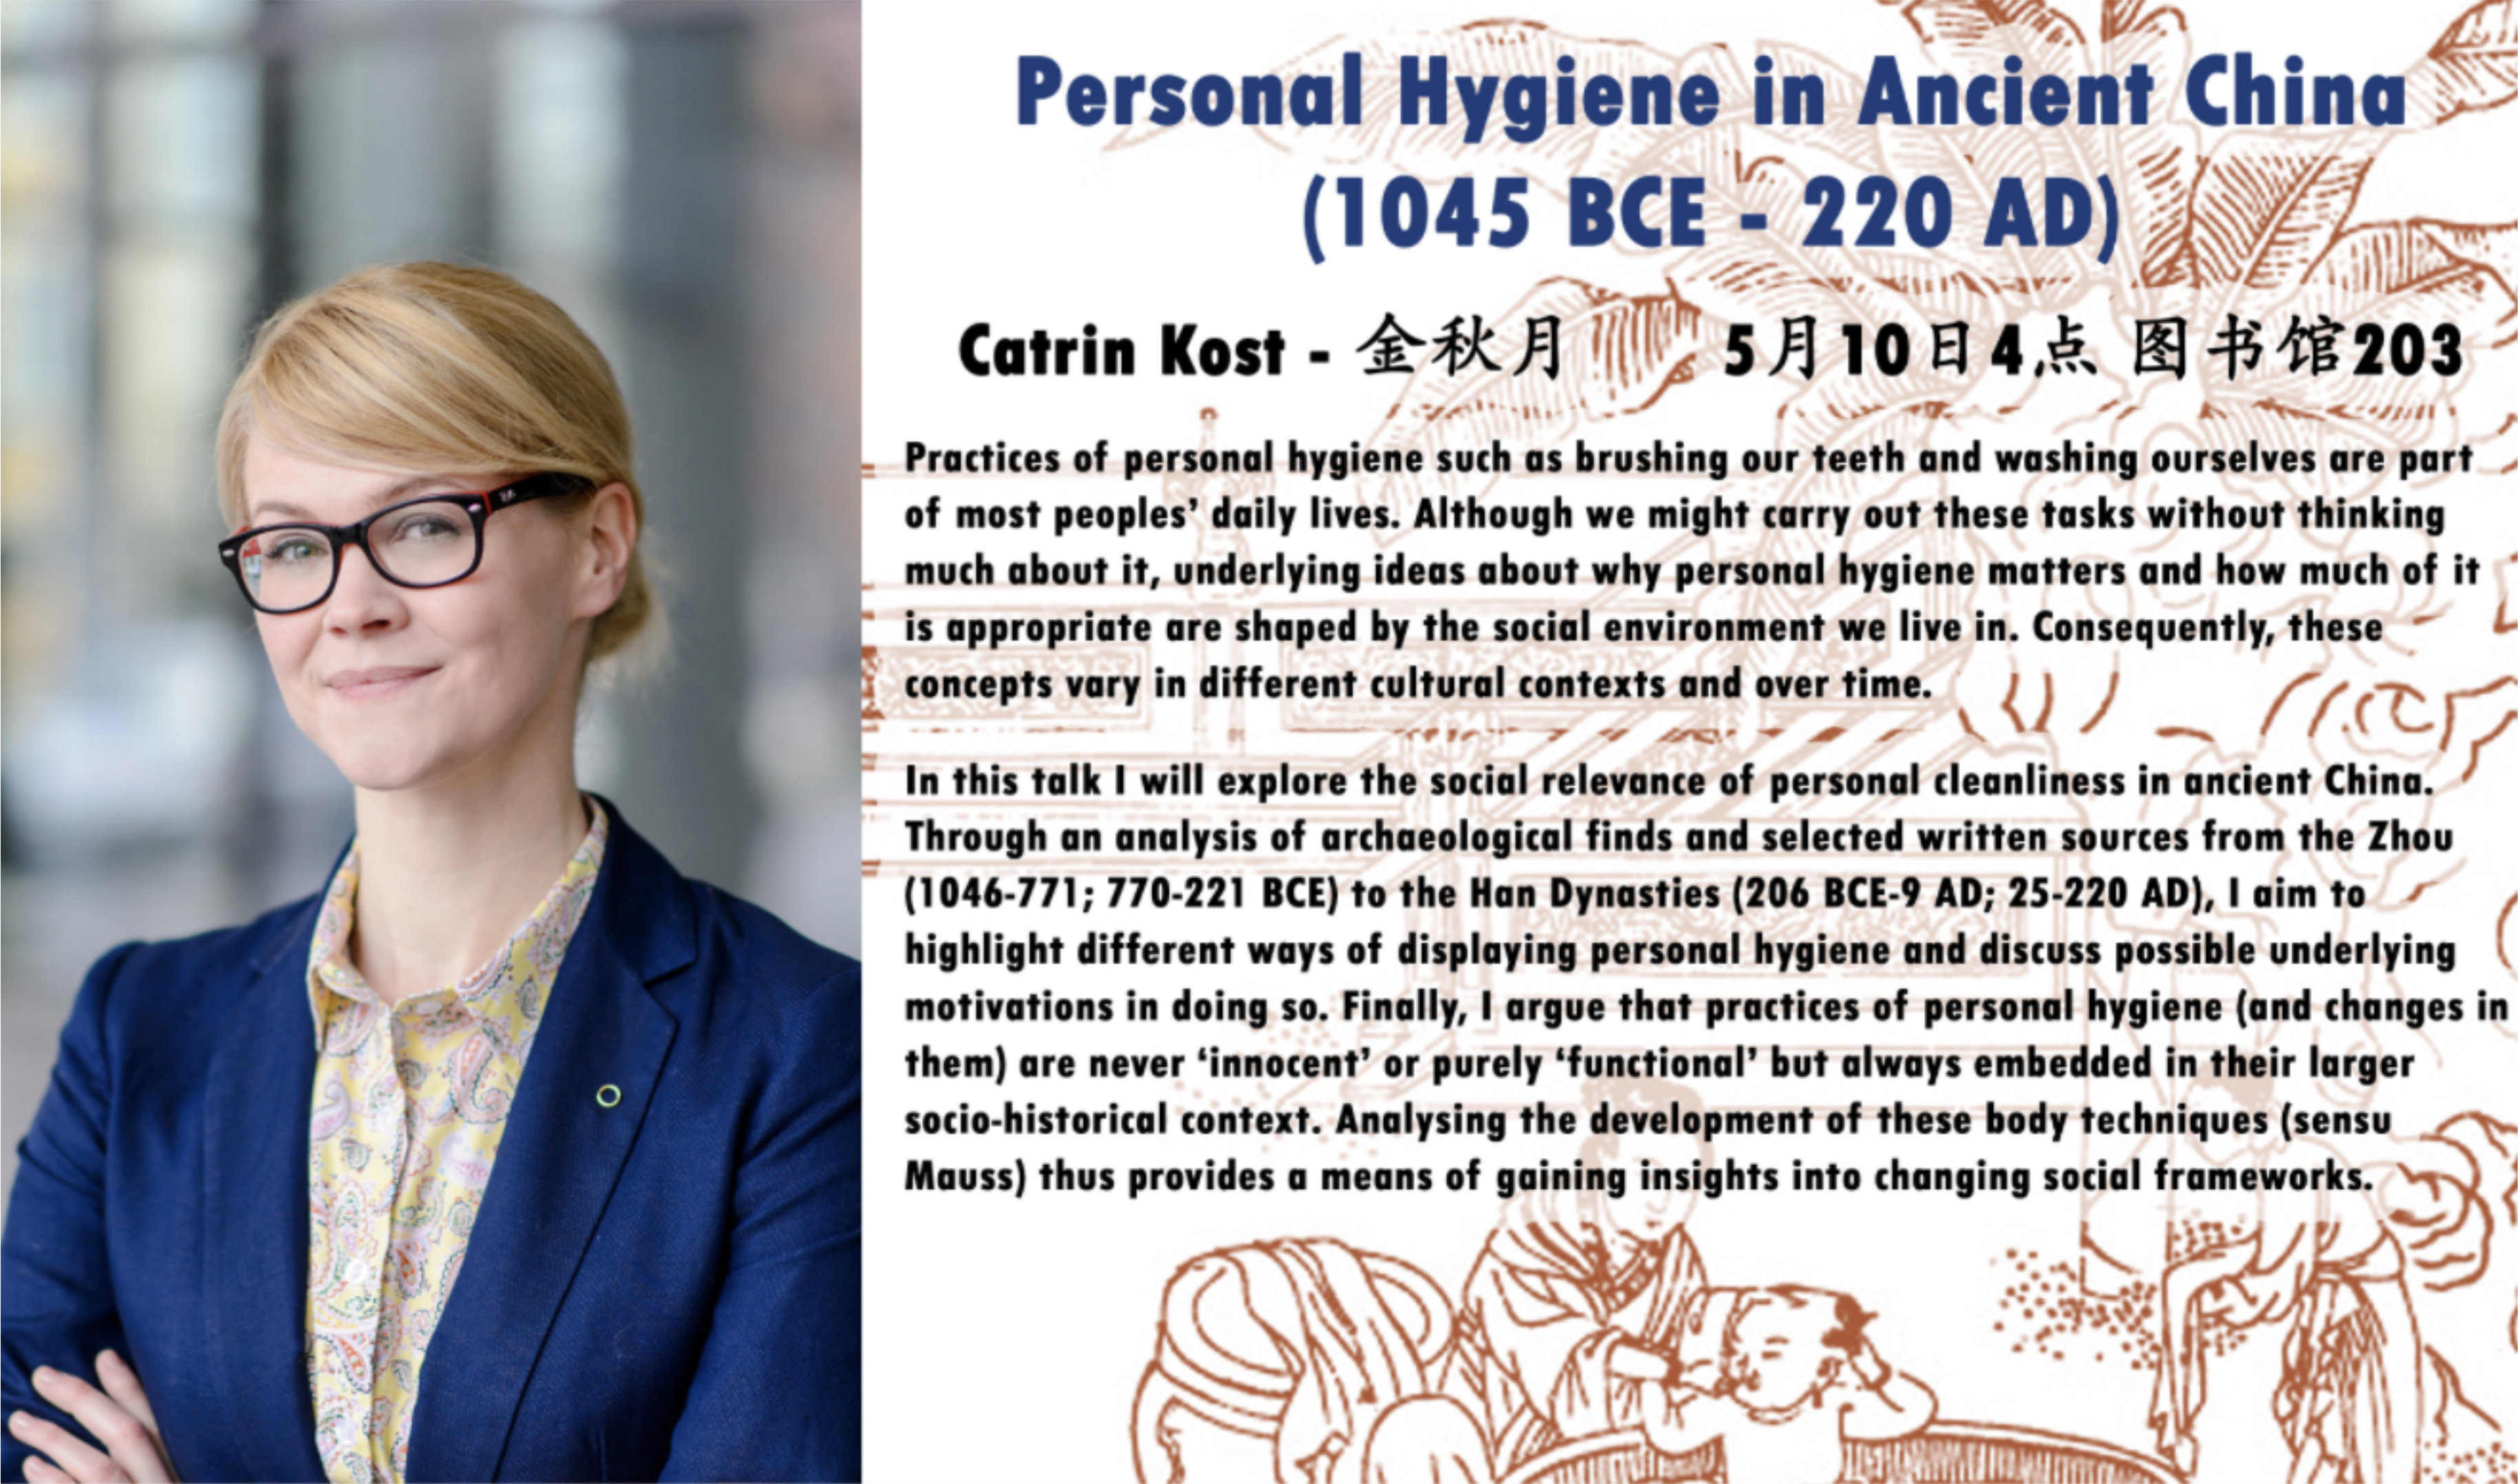 Personal Hygiene in Ancient China
(1045 BCE - 220 AD)
Catrin Kost - 金秋月 5月10日4点 图书馆203
Practices of personal hygiene such as brushing our teeth and washing ourselves are part
of most peoples’ daily lives. Although we might carry out these tasks without thinking
much about it, underlying ideas about why personal hygiene matters and how much of it
is appropriate are shaped by the social environment we live in. Consequently, these
concepts vary in different cultural contexts and over time.
In this talk I will explore the social relevance of personal cleanliness in ancient China.
Through an analysis of archaeological finds and selected written sources from the Zhou
(1046-771; 770-221 BCE) to the Han Dynasties (206 BCE-9 AD; 25-220 AD), I aim to
highlight different ways of displaying personal hygiene and discuss possible underlying
motivations in doing so. Finally, I argue that practices of personal hygiene (and changes in
them) are never ‘innocent’ or purely ‘functional’ but always embedded in their larger
socio-historical context. Analysing the development of these body techniques (sensu
Mauss) thus provides a means of gaining insights into changing social frameworks.